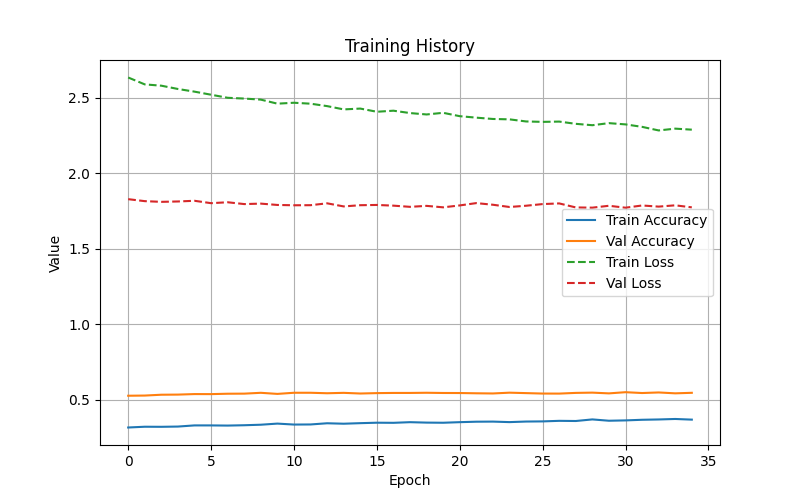 Training History
Value
2.5
2.0
1.5
1.0
0.5
Train Accuracy
Val Accuracy
Train Loss
Val Loss
0 5 10 15 20 25 30 35
Epoch